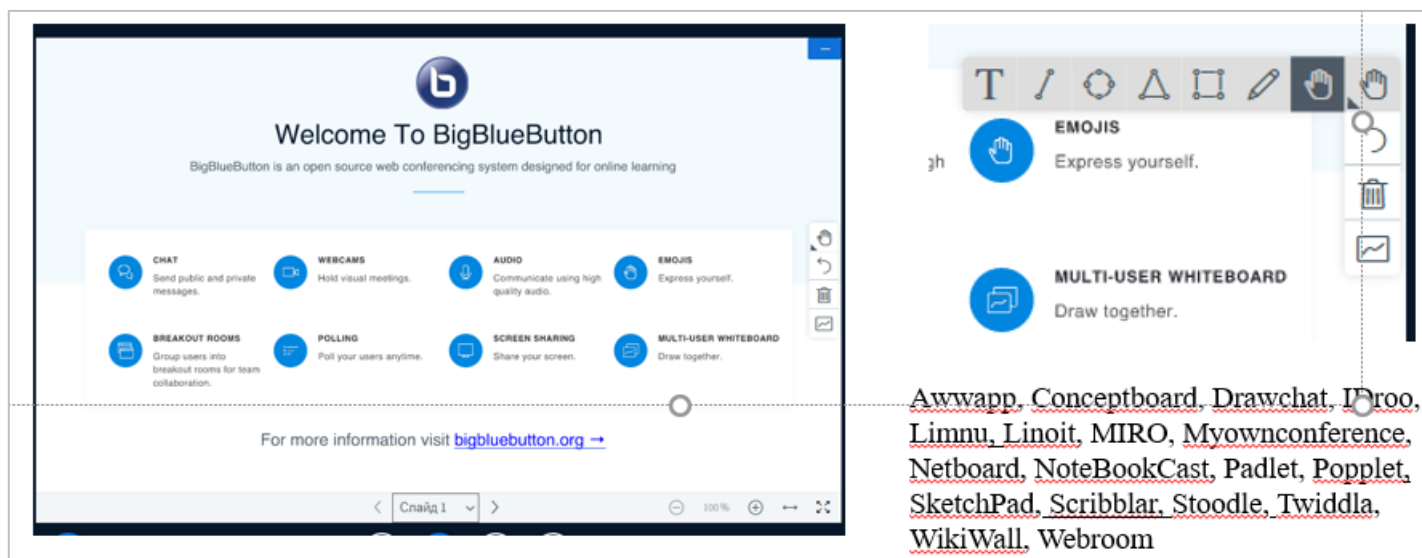 Welcome To BigBlueButton
BigBlueButton is an open source web conferencing system designed for online learning
CHAT
Send public and private
messages.
WEBCAMS
Hold visual meetings.
AUDIO
Communicate using high
quality audio.
EMOJIS
Express yourself.
BREAKOUT ROOMS
Group users into
breakout rooms for team
collaboration.
POLLING
Poll your users anytime.
SCREEN SHARING
Share your screen.
MULTI-USER WHITEBOARD
Draw together.
For more information visit bigbluebutton.org →
Слайд 1
100 %
T
EMOJIS
gh Express yourself.
MULTI-USER WHITEBOARD
Draw together.
Awwapp, Conceptboard, Drawchat, IDroo,
Limnu, Linoit, MIRO, Myownconference,
Netboard, NoteBookCast, Padlet, Popplet,
SketchPad, Scribblar, Stoodle, Twiddla,
WikiWall, Webroom